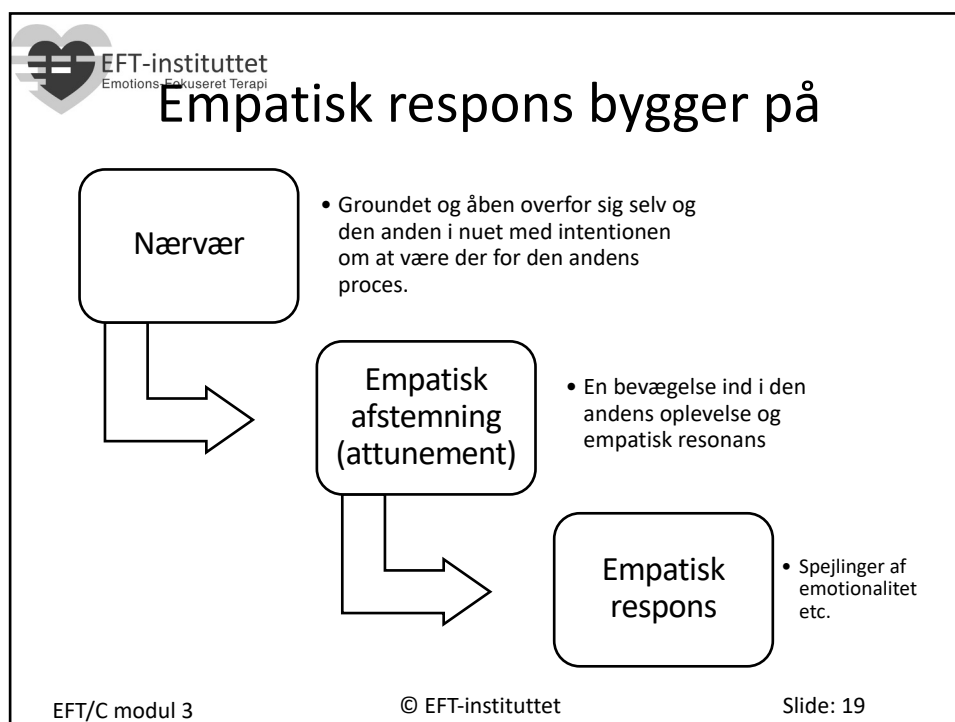 EFT-instituttet
Emotions-Fokuseret Terapi
Empatisk respons bygger på
Nærvær
• Groundet og åben overfor sig selv og
den anden i nuet med intentionen
om at være der for den andens
proces.
Empatisk
afstemning
(attunement)
• En bevægelse ind i den
andens oplevelse og
empatisk resonans
Empatisk
respons
• Spejlinger af
emotionalitet
etc.
EFT/C modul 3
© EFT-instituttet
Slide: 19